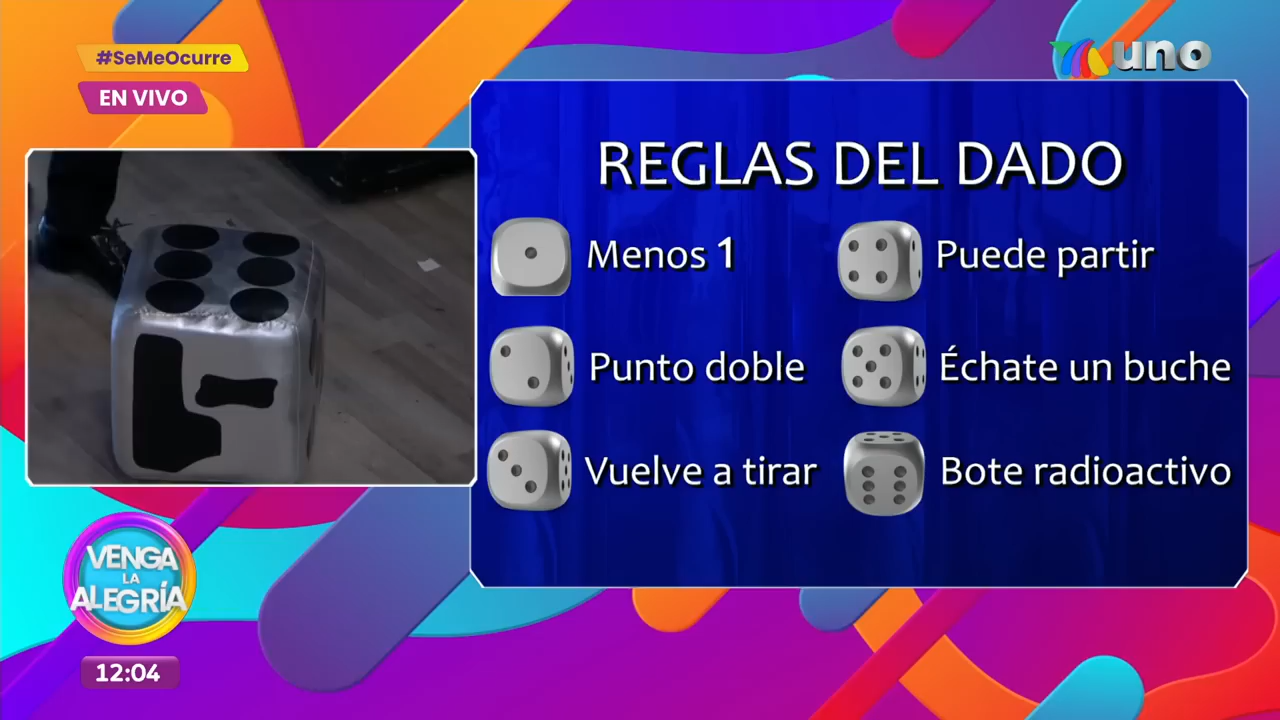 #SeMeOcurre
EN VIVO
uno
REGLAS DEL DADO
Menos 1
Puede partir
Punto doble
Échate un buche
Vuelve a tirar
Bote radioactivo
VENGA
LA
ALEGRÍA
12:04